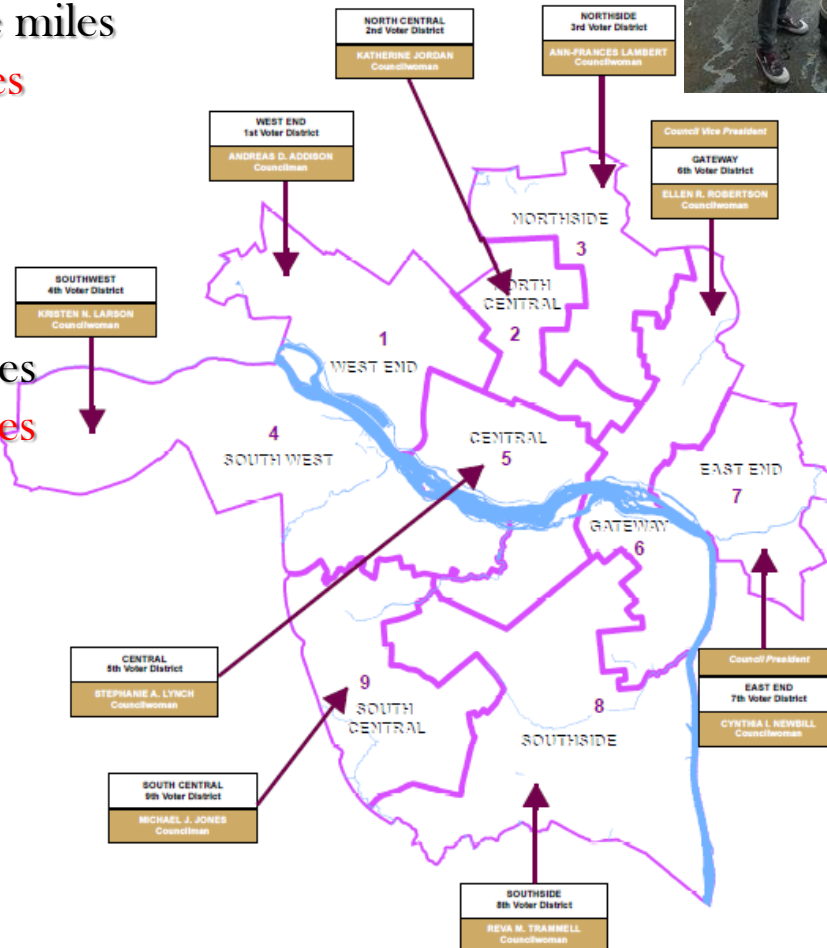 e miles
es
es
es
NORTH CENTRAL
2nd Voter District
KATHERINE JORDAN
Councilwoman
NORTHSIDE
3rd Voter District
ANN-FRANCES LAMBERT
Councilwoman
WEST END
1st Voter District
ANDREAS D. ADDISON
Councilman
Council Vice President
GATEWAY
6th Voter District
ELLEN R. ROBERTSON
Councilwoman
SOUTHWEST
4th Voter District
KRISTEN N. LARSON
Councilwoman
NORTHSIDE
3
NORTH
CENTRAL
2
1
WEST END
4
SOUTH WEST
CENTRAL
5
EAST END
7
GATEWAY
6
9
SOUTH
CENTRAL
8
SOUTHSIDE
CENTRAL
5th Voter District
STEPHANIE A. LYNCH
Councilwoman
Council President
EAST END
7th Voter District
CYNTHIA I. NEWBILL
Councilwoman
SOUTH CENTRAL
9th Voter District
MICHAEL J. JONES
Councilman
SOUTHSIDE
8th Voter District
REVA M. TRAMMELL
Councilwoman